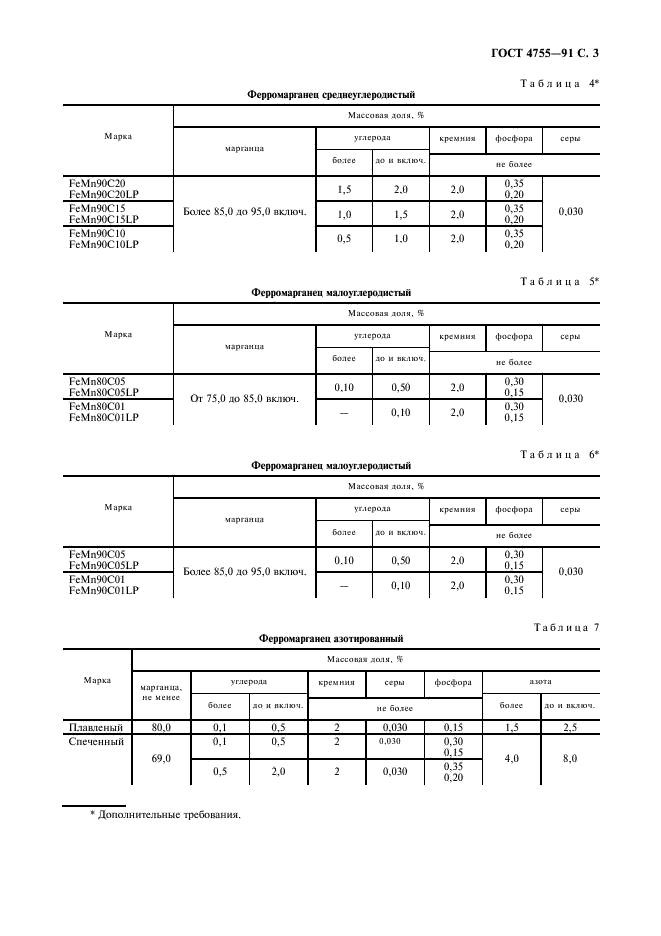 ГОСТ 4755—91 С. 3
Таблица 4*
Ферромарганец среднеуглеродистый
Марка
Массовая доля, %
марганца
углерода
кремния
фосфора
серы
более
до и включ.
не более
FeMn90C20
FeMn90C20LP
Более 85,0 до 95,0 включ.
1,5
2,0
2,0
0,35
0,20
0,030
FeMn90C15
FeMn90C15LP
1,0
1,5
2,0
0,35
0,20
FeMn90C10
FeMn90C10LP
0,5
1,0
2,0
0,35
0,20
Таблица 5*
Ферромарганец малоуглеродистый
Марка
Массовая доля, %
марганца
углерода
кремния
фосфора
серы
более
до и включ.
не более
FeMn80C05
FeMn80C05LP
От 75,0 до 85,0 включ.
0,10
0,50
2,0
0,30
0,15
0,030
FeMn80C01
FeMn80C01LP
—
0,10
2,0
0,30
0,15
Таблица 6*
Ферромарганец малоуглеродистый
Марка
Массовая доля, %
марганца
углерода
кремния
фосфора
серы
более
до и включ.
не более
FeMn90C05
FeMn90C05LP
Более 85,0 до 95,0 включ.
0,10
0,50
2,0
0,30
0,15
0,030
FeMn90C01
FeMn90C01LP
—
0,10
2,0
0,30
0,15
Таблица 7
Ферромарганец азотированный
Марка
Массовая доля, %
марганца,
не менее
углерода
кремния
серы
фосфора
азота
более
до и включ.
не более
более
до и включ.
Плавленый
80,0
0,1
0,5
2
0,030
0,15
1,5
2,5
Спеченный
69,0
0,1
0,5
2
0,030
0,30
0,15
4,0
8,0
0,5
2,0
2
0,030
0,35
0,20
* Дополнительные требования.